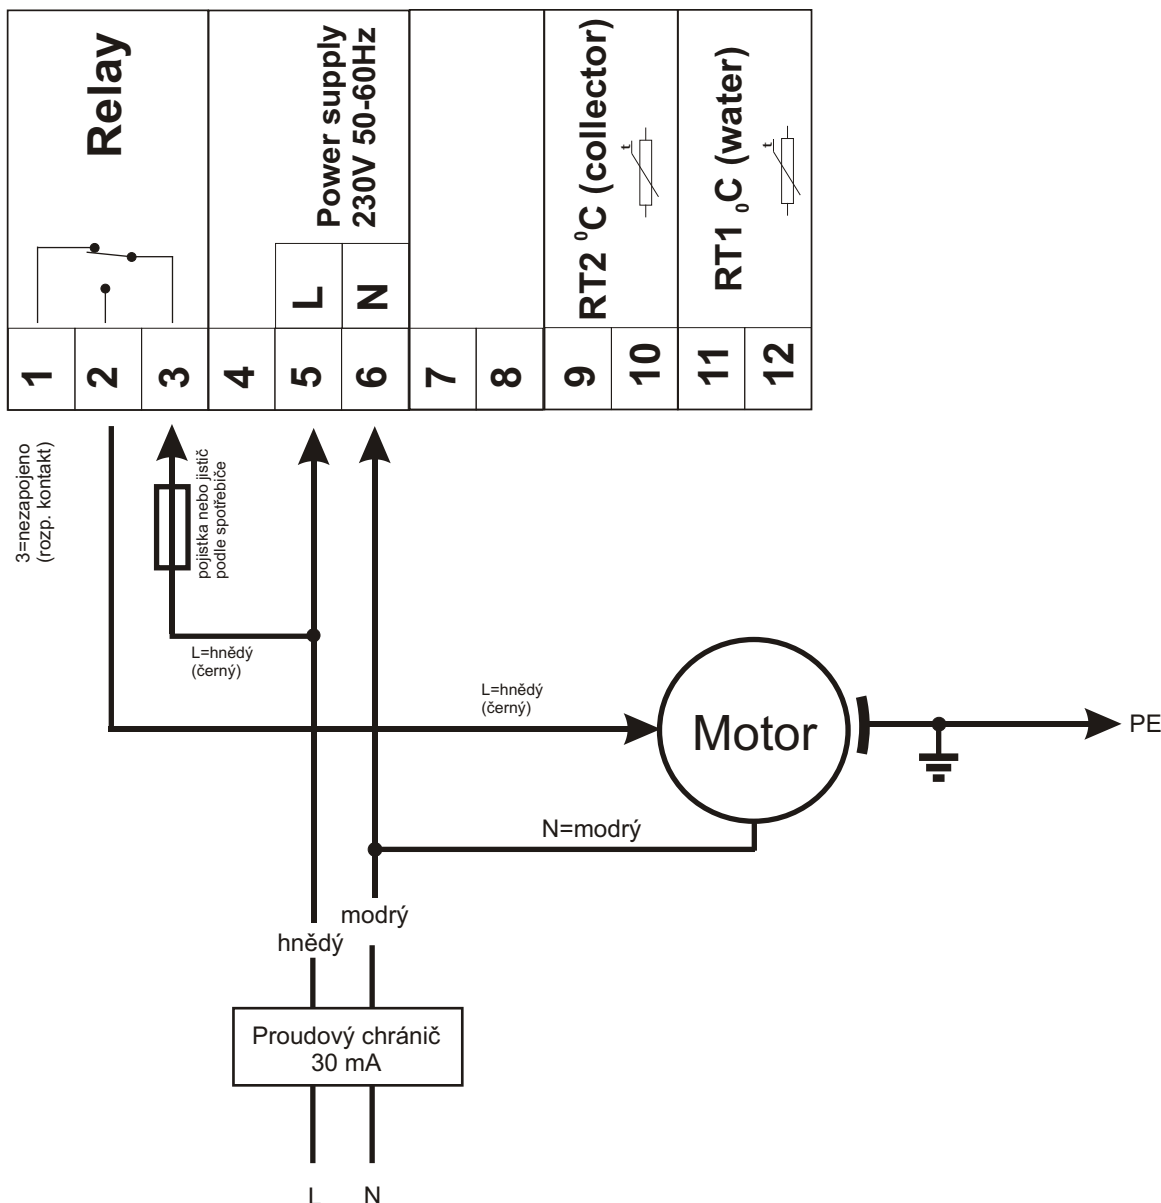 Relay
Power supply
230V 50-60Hz
RT2 ⁰C (collector)
t
RT1 ₀C (water)
t
L
N
1
2
3
4
5
6
7
8
9
10
11
12
3=nezapojeno
(rozp. kontakt)
pojistka nebo jistič
podle spotřebiče
L=hnědý
(černý)
L=hnědý
(černý)
Motor
PE
N=modrý
modrý
hnědý
Proudový chránič
30 mA
L
N